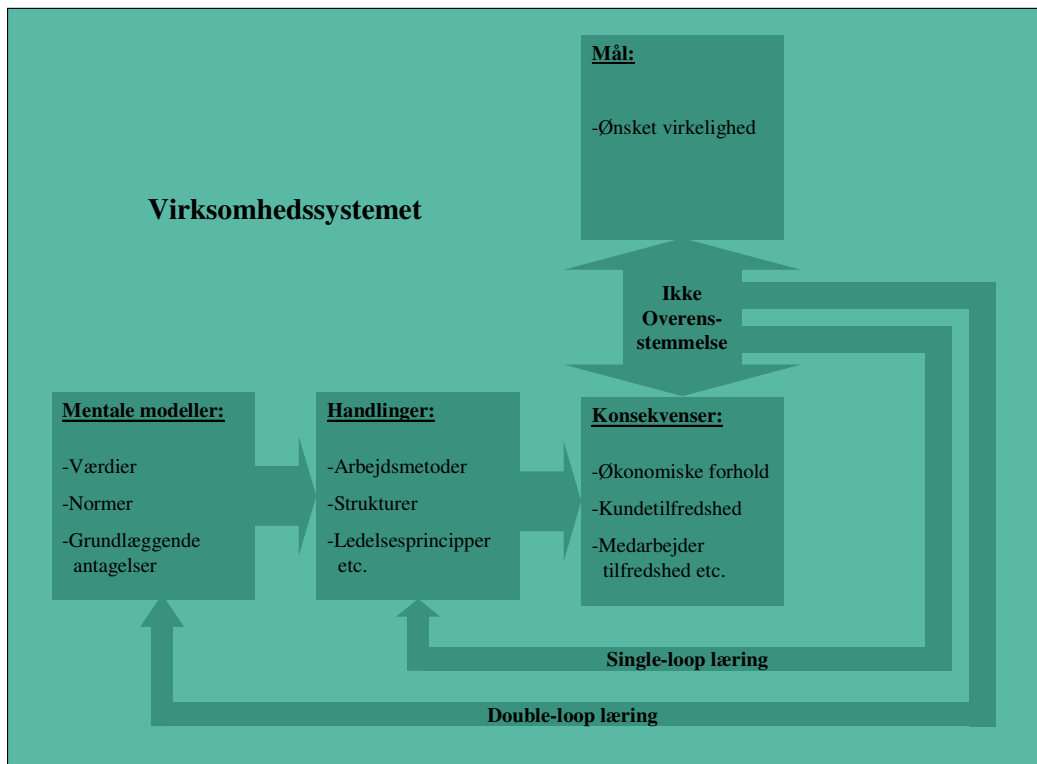 Mål:
-Ønsket virkelighed
Virksomhedssystemet
Ikke
Overens-
stemmelse
Mentale modeller:
-Værdier
-Normer
-Grundlæggende
antagelser
Handlinger:
-Arbejdsmetoder
-Strukturer
-Ledelsesprincipper
etc.
Konsekvenser:
-Økonomiske forhold
-Kundetilfredshed
-Medarbejder
tilfredshed etc.
Single-loop læring
Double-loop læring